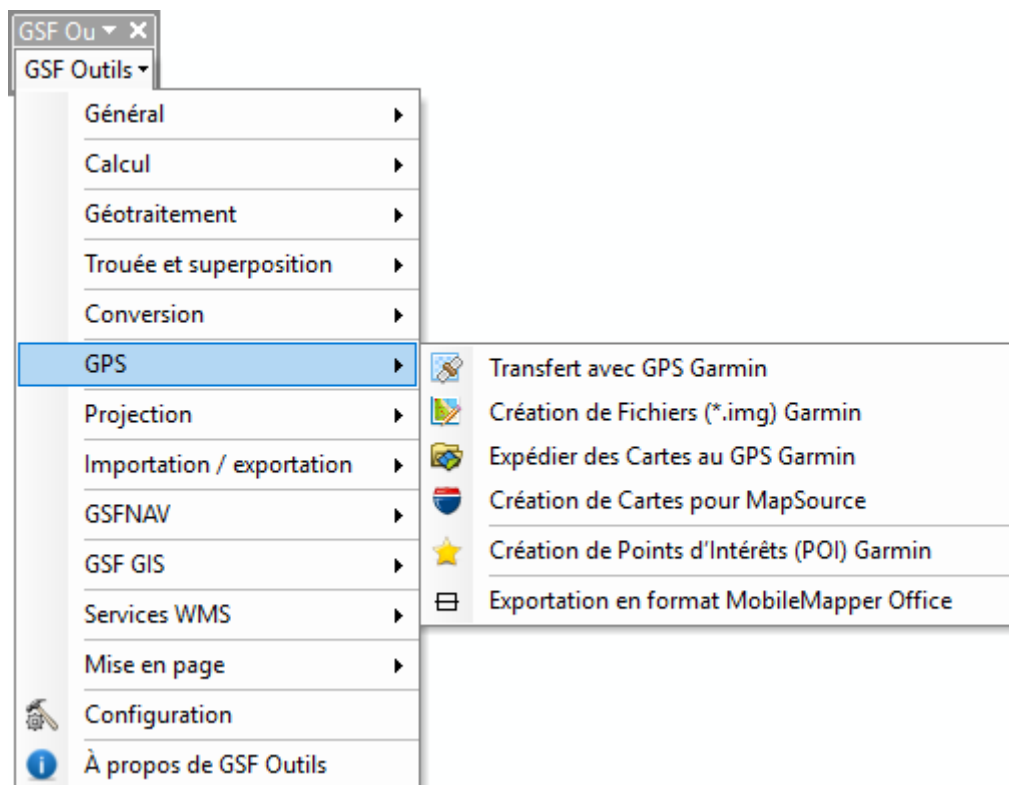 GSF Ou
GSF Outils
Général
Calcul
Géotraitement
Trouée et superposition
Conversion
GPS
Projection
Importation / exportation
GSFNAV
GSF GIS
Services WMS
Mise en page
Configuration
À propos de GSF Outils
Transfert avec GPS Garmin
Création de Fichiers (*.img) Garmin
Expédier des Cartes au GPS Garmin
Création de Cartes pour MapSource
Création de Points d'Intérêts (POI) Garmin
Exportation en format MobileMapper Office